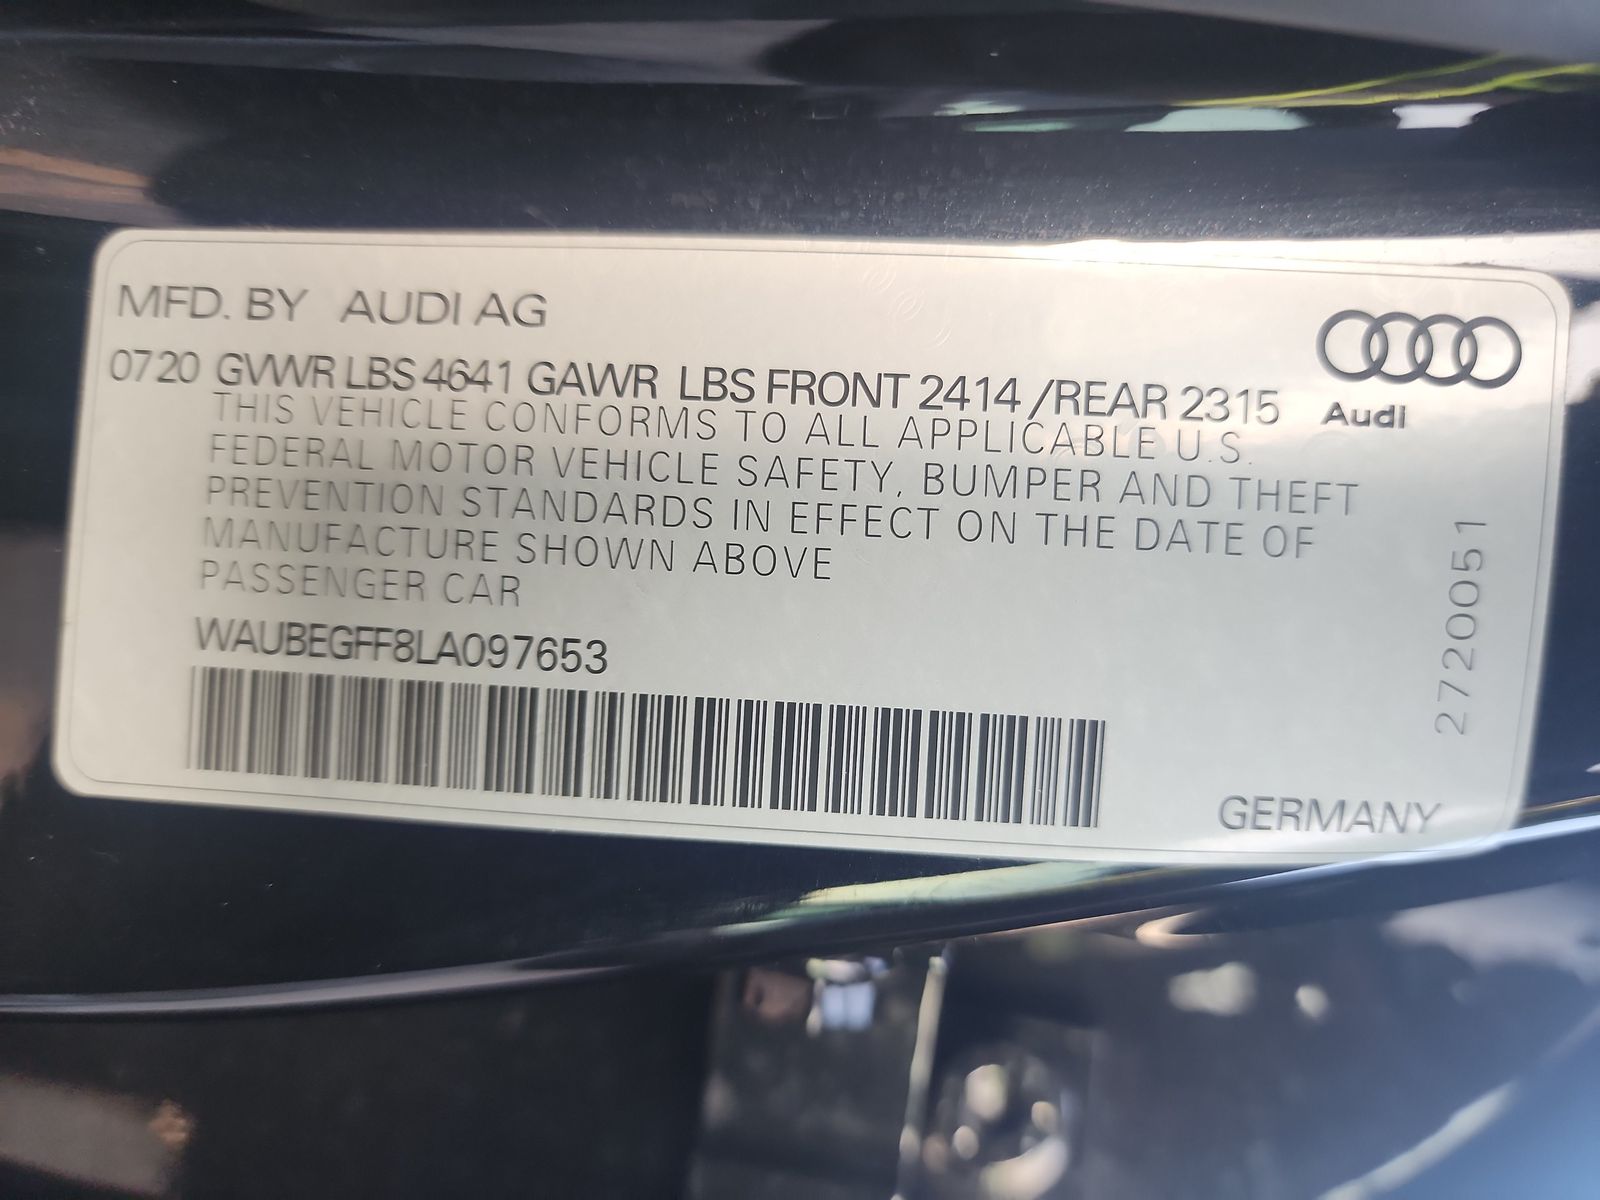 MFD. BY AUDI AG
0720 GVWR LBS 4641 GAWR LBS FRONT 2414 /REAR 2315
Audi
THIS VEHICLE CONFORMS TO ALL APPLICABLE U.S.
FEDERAL MOTOR VEHICLE SAFETY, BUMPER AND THEFT
PREVENTION STANDARDS IN EFFECT ON THE DATE OF
MANUFACTURE SHOWN ABOVE
PASSENGER CAR
WAUBEGFF8LA097653
2720051
GERMANY